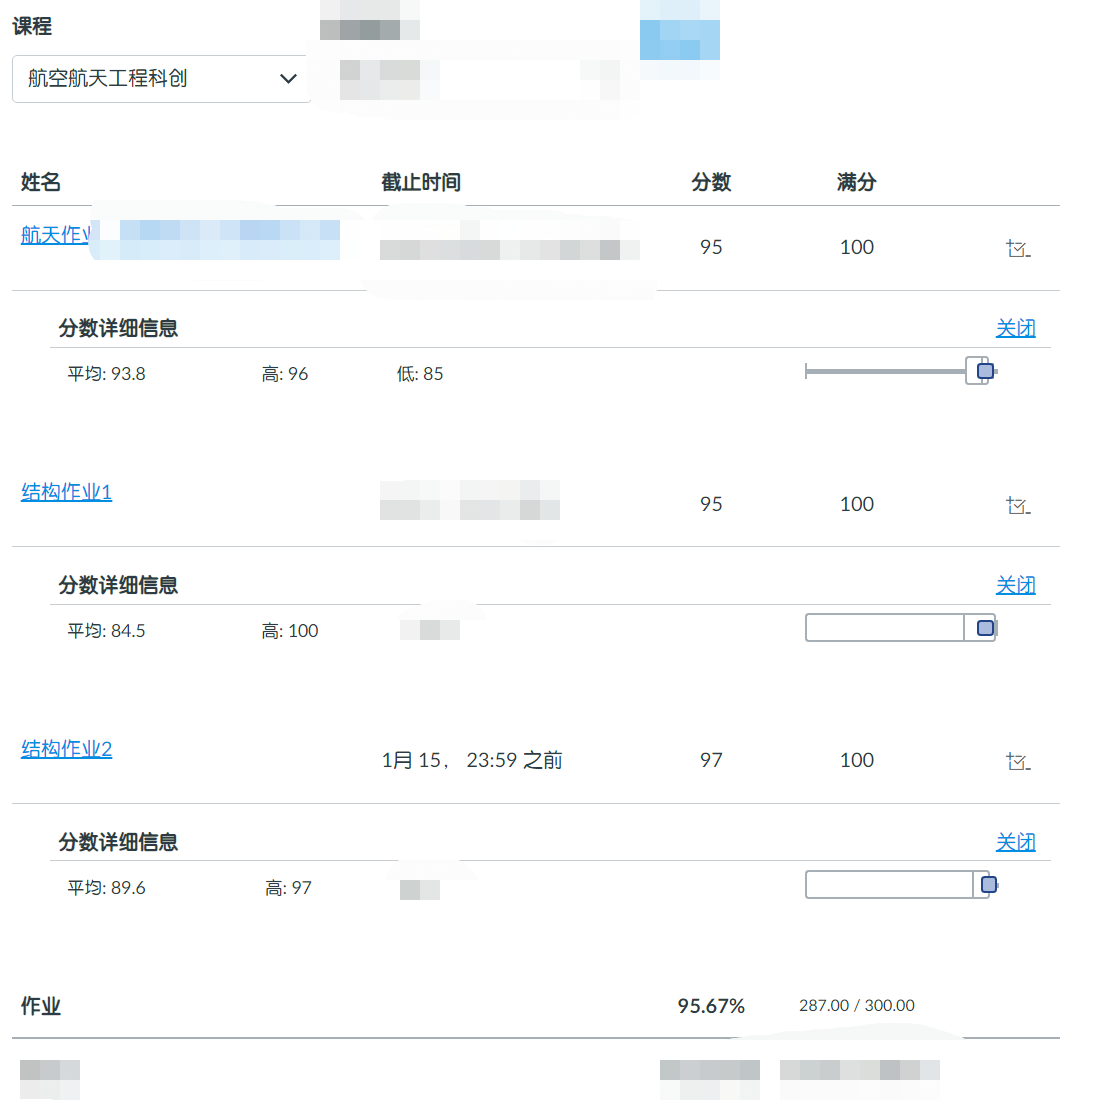 课程
航空航天工程科创
姓名 截止时间 分数 满分
航天作业 95 100
分数详细信息 关闭
平均: 93.8 高: 96 低: 85
结构作业1 95 100
分数详细信息 关闭
平均: 84.5 高: 100
结构作业2 1月 15， 23:59 之前 97 100
分数详细信息 关闭
平均: 89.6 高: 97
作业 95.67% 287.00 / 300.00